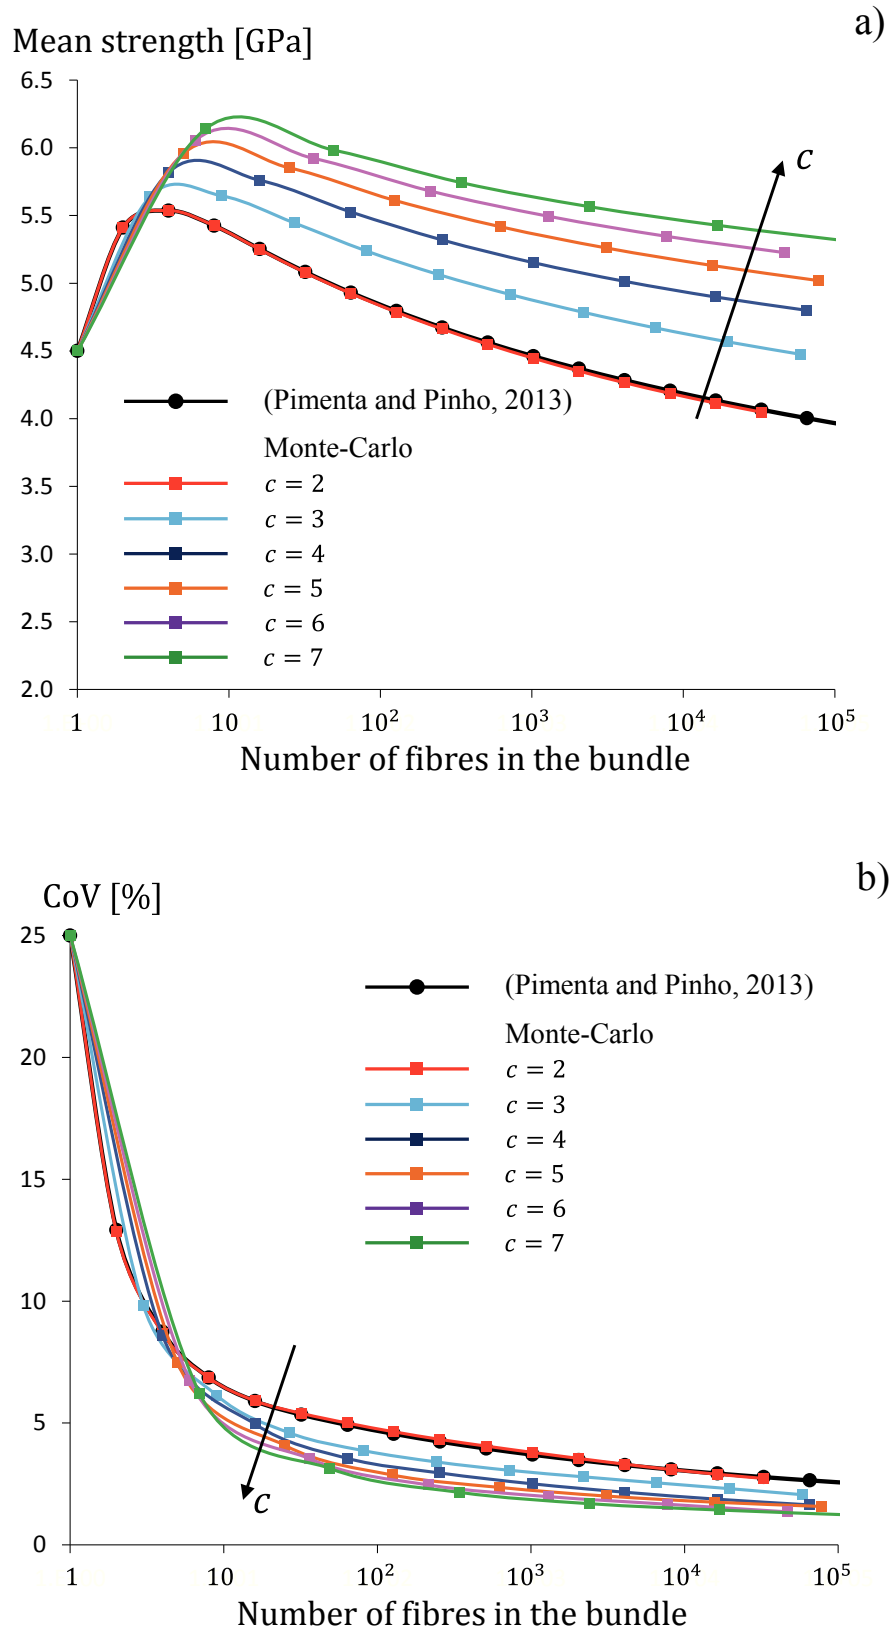 a)
Mean strength [GPa]
6.5
6.0
5.5
5.0
4.5
4.0
3.5
3.0
2.5
2.0
c
(Pimenta and Pinho, 2013)
Monte-Carlo
c = 2
c = 3
c = 4
c = 5
c = 6
c = 7
1 10 10² 10³ 10⁴ 10⁵
Number of fibres in the bundle
b)
CoV [%]
25
20
15
10
5
0
(Pimenta and Pinho, 2013)
Monte-Carlo
c = 2
c = 3
c = 4
c = 5
c = 6
c = 7
c
1 10 10² 10³ 10⁴ 10⁵
Number of fibres in the bundle